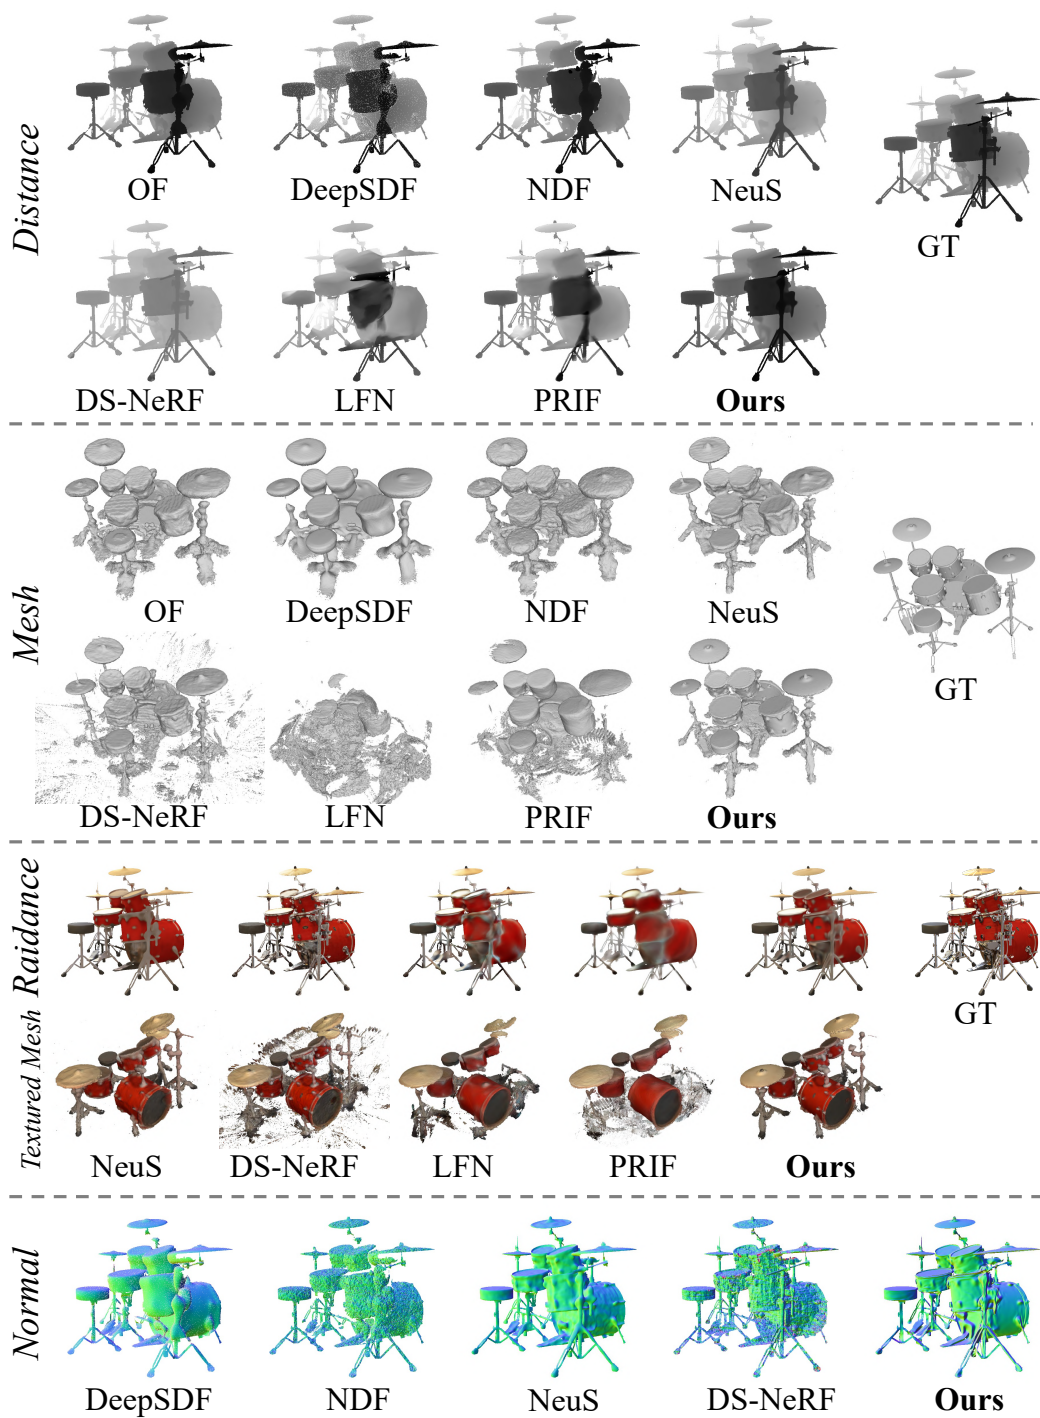 Distance
OF DeepSDF NDF NeuS
GT
DS-NeRF LFN PRIF Ours
Mesh
OF DeepSDF NDF NeuS
GT
DS-NeRF LFN PRIF Ours
Raidance
GT
Textured Mesh
NeuS DS-NeRF LFN PRIF Ours
Normal
DeepSDF NDF NeuS DS-NeRF Ours